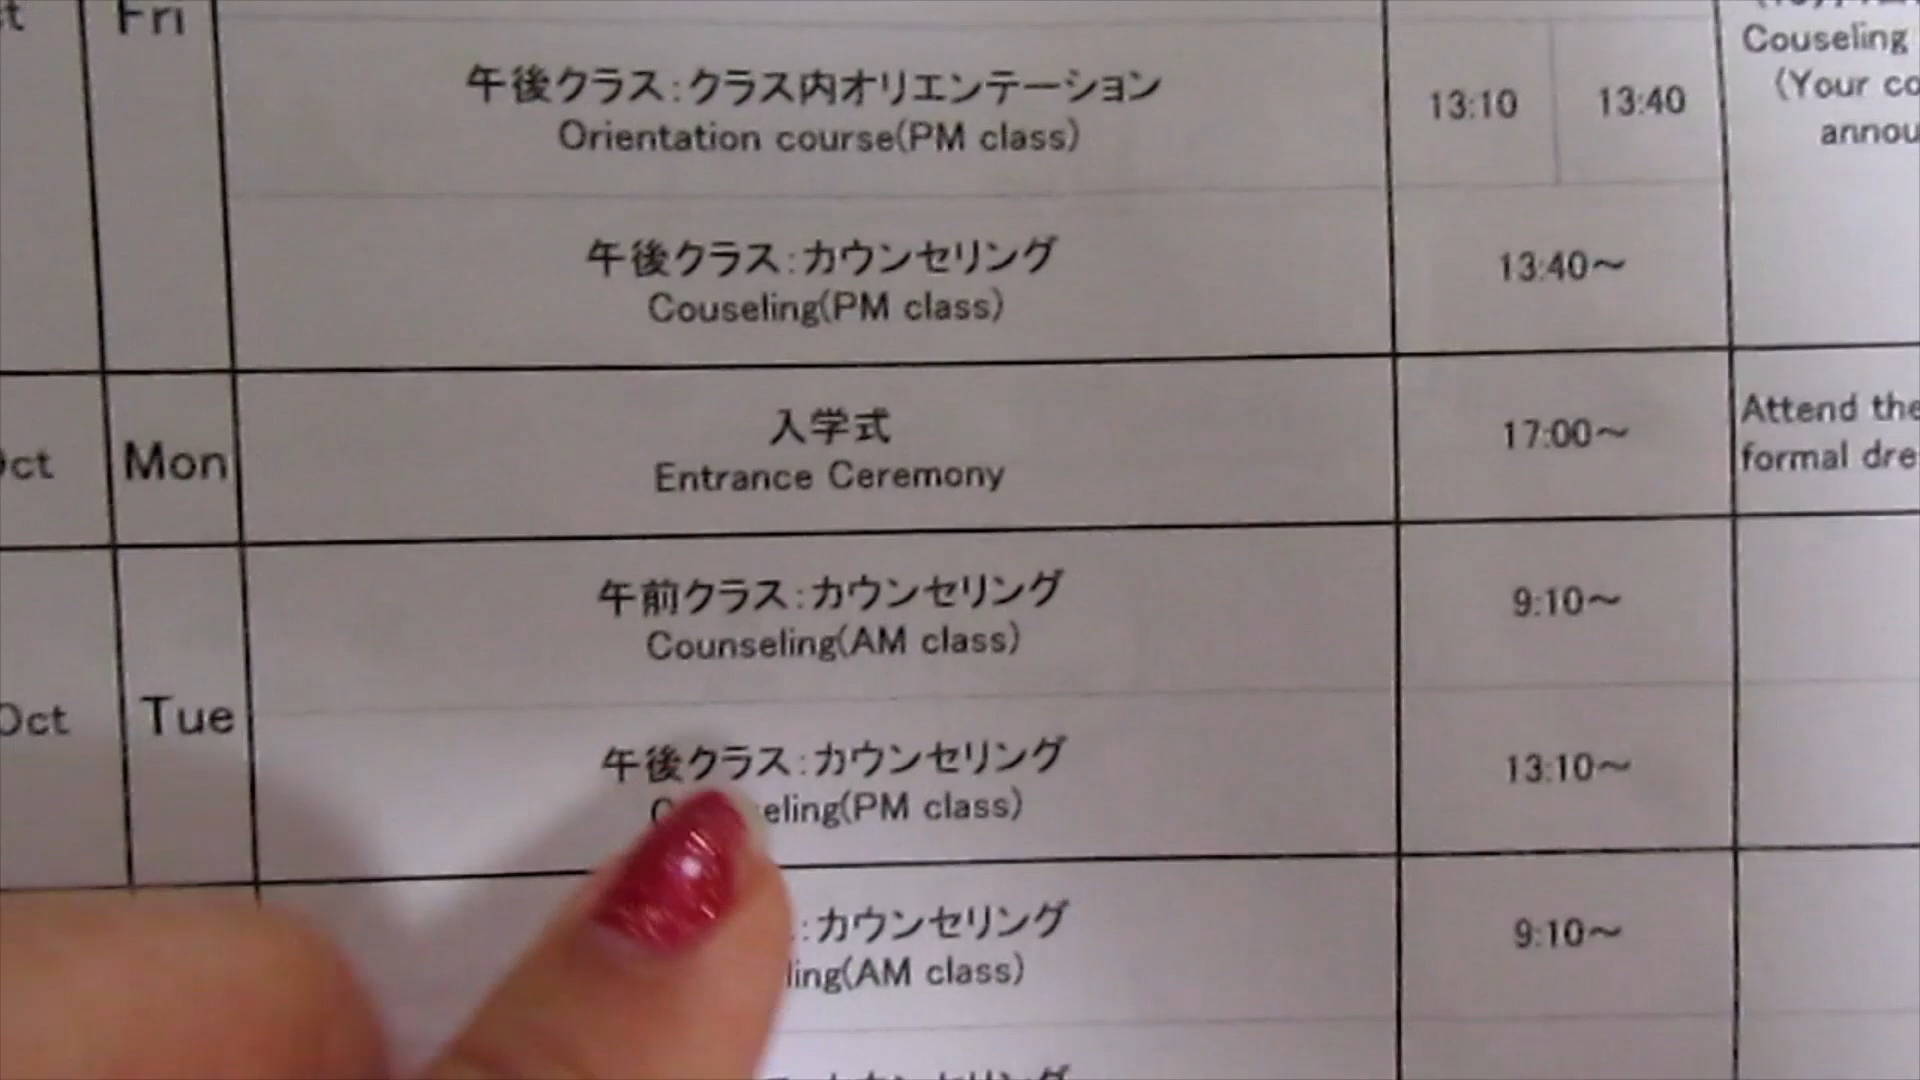 Fri
午後クラス:クラス内オリエンテーション
Orientation course(PM class)
13:10
13:40
Couseling
(Your
午後クラス:カウンセリング
Couseling(PM class)
13:40～
Oct
Mon
入学式
Entrance Ceremony
17:00～
Attend the
formal
Oct
Tue
午前クラス:カウンセリング
Counseling(AM class)
9:10～
午後クラス:カウンセリング
eling(PM class)
13:10～
:カウンセリング
ling(AM class)
9:10～